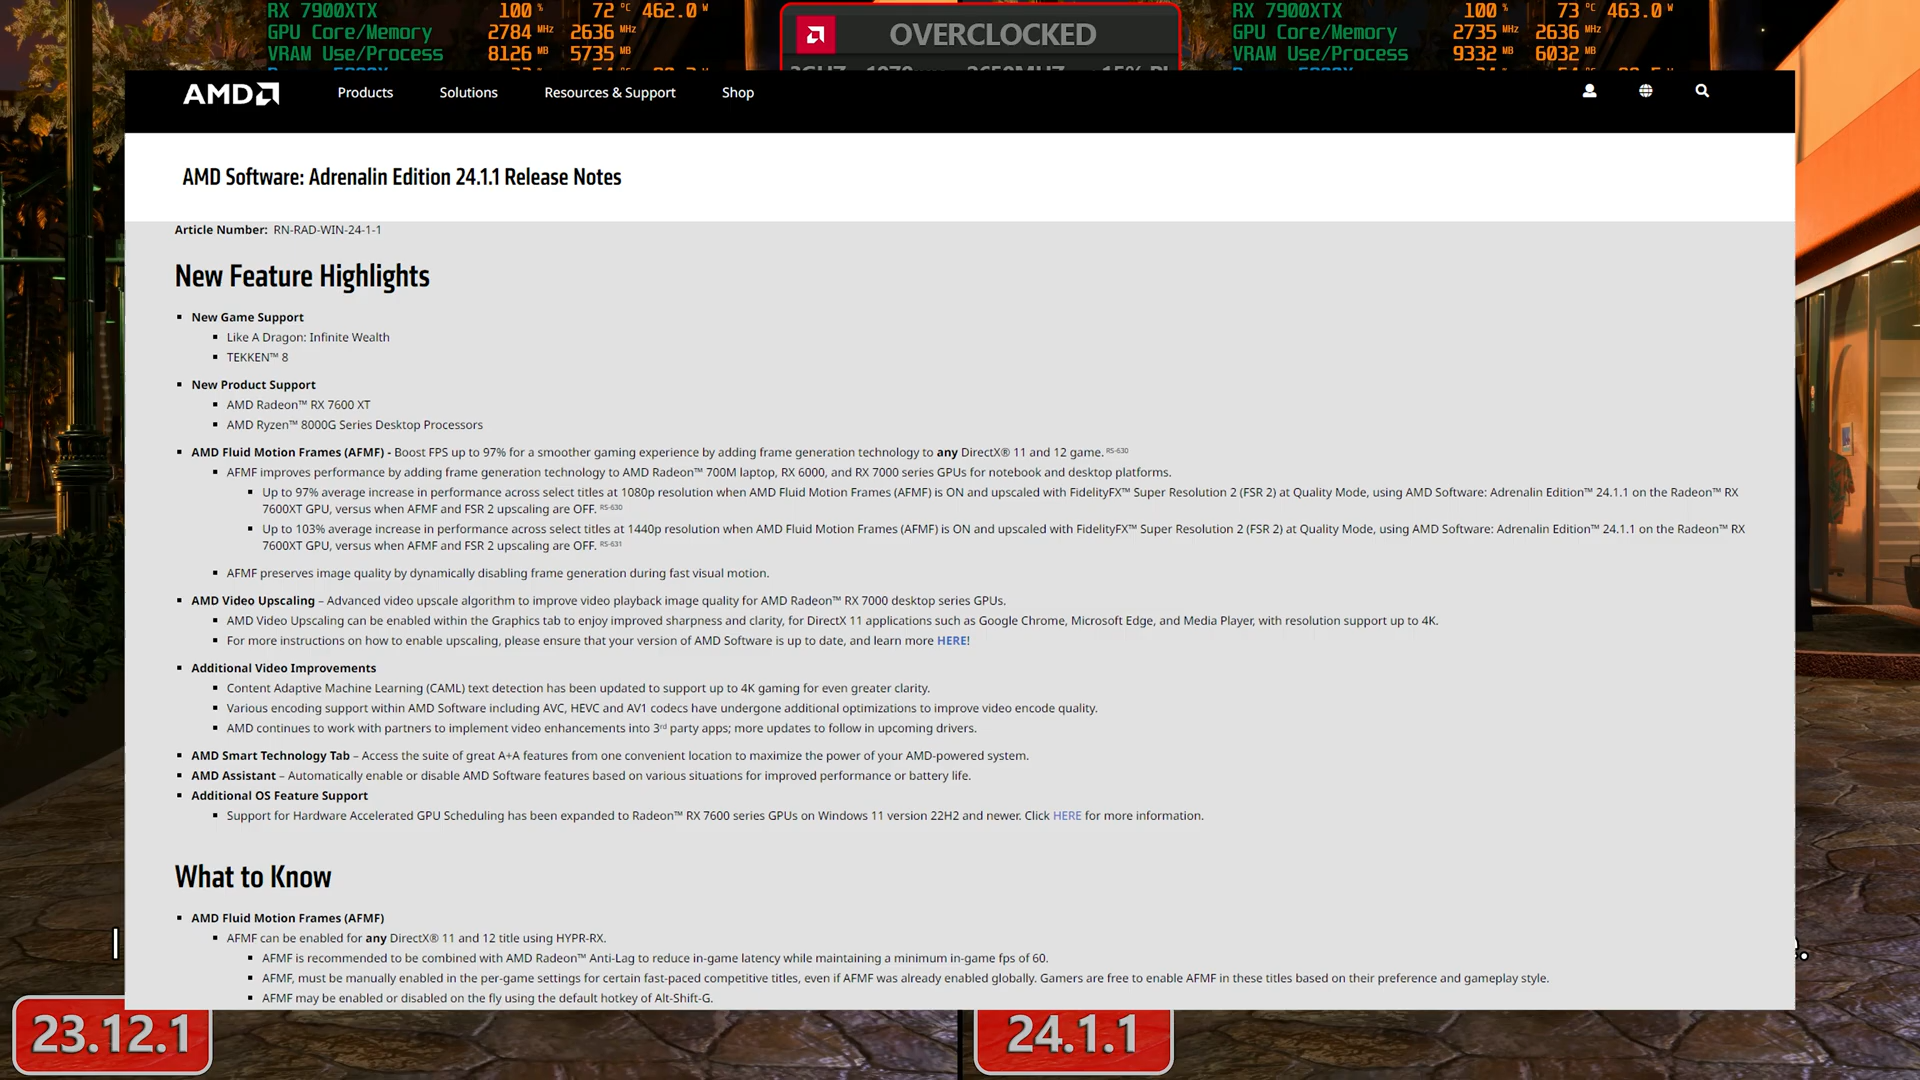 RX 7900XTX 100 % 72 °C 462.0 W
GPU Core/Memory 2784 MHz 2636 MHz
VRAM Use/Process 8126 MB 5735 MB
OVERCLOCKED
RX 7900XTX 100 % 73 °C 463.0 W
GPU Core/Memory 2735 MHz 2636 MHz
VRAM Use/Process 9332 MB 6032 MB
AMD Products Solutions Resources & Support Shop
AMD Software: Adrenalin Edition 24.1.1 Release Notes
Article Number: RN-RAD-WIN-24-1-1
New Feature Highlights
▪ New Game Support
▪ Like A Dragon: Infinite Wealth
▪ TEKKEN™ 8
▪ New Product Support
▪ AMD Radeon™ RX 7600 XT
▪ AMD Ryzen™ 8000G Series Desktop Processors
▪ AMD Fluid Motion Frames (AFMF) - Boost FPS up to 97% for a smoother gaming experience by adding frame generation technology to any DirectX® 11 and 12 game. RS-630
▪ AFMF improves performance by adding frame generation technology to AMD Radeon™ 700M laptop, RX 6000, and RX 7000 series GPUs for notebook and desktop platforms.
▪ Up to 97% average increase in performance across select titles at 1080p resolution when AMD Fluid Motion Frames (AFMF) is ON and upscaled with FidelityFX™ Super Resolution 2 (FSR 2) at Quality Mode, using AMD Software: Adrenalin Edition™ 24.1.1 on the Radeon™ RX
7600XT GPU, versus when AFMF and FSR 2 upscaling are OFF. RS-630
▪ Up to 103% average increase in performance across select titles at 1440p resolution when AMD Fluid Motion Frames (AFMF) is ON and upscaled with FidelityFX™ Super Resolution 2 (FSR 2) at Quality Mode, using AMD Software: Adrenalin Edition™ 24.1.1 on the Radeon™ RX
7600XT GPU, versus when AFMF and FSR 2 upscaling are OFF. RS-631
▪ AFMF preserves image quality by dynamically disabling frame generation during fast visual motion.
▪ AMD Video Upscaling – Advanced video upscale algorithm to improve video playback image quality for AMD Radeon™ RX 7000 desktop series GPUs.
▪ AMD Video Upscaling can be enabled within the Graphics tab to enjoy improved sharpness and clarity, for DirectX 11 applications such as Google Chrome, Microsoft Edge, and Media Player, with resolution support up to 4K.
▪ For more instructions on how to enable upscaling, please ensure that your version of AMD Software is up to date, and learn more HERE!
▪ Additional Video Improvements
▪ Content Adaptive Machine Learning (CAML) text detection has been updated to support up to 4K gaming for even greater clarity.
▪ Various encoding support within AMD Software including AVC, HEVC and AV1 codecs have undergone additional optimizations to improve video encode quality.
▪ AMD continues to work with partners to implement video enhancements into 3rd party apps; more updates to follow in upcoming drivers.
▪ AMD Smart Technology Tab – Access the suite of great A+A features from one convenient location to maximize the power of your AMD-powered system.
▪ AMD Assistant – Automatically enable or disable AMD Software features based on various situations for improved performance or battery life.
▪ Additional OS Feature Support
▪ Support for Hardware Accelerated GPU Scheduling has been expanded to Radeon™ RX 7600 series GPUs on Windows 11 version 22H2 and newer. Click HERE for more information.
What to Know
▪ AMD Fluid Motion Frames (AFMF)
▪ AFMF can be enabled for any DirectX® 11 and 12 title using HYPR-RX.
▪ AFMF is recommended to be combined with AMD Radeon™ Anti-Lag to reduce in-game latency while maintaining a minimum in-game fps of 60.
▪ AFMF, must be manually enabled in the per-game settings for certain fast-paced competitive titles, even if AFMF was already enabled globally. Gamers are free to enable AFMF in these titles based on their preference and gameplay style.
▪ AFMF may be enabled or disabled on the fly using the default hotkey of Alt-Shift-G.
23.12.1
24.1.1